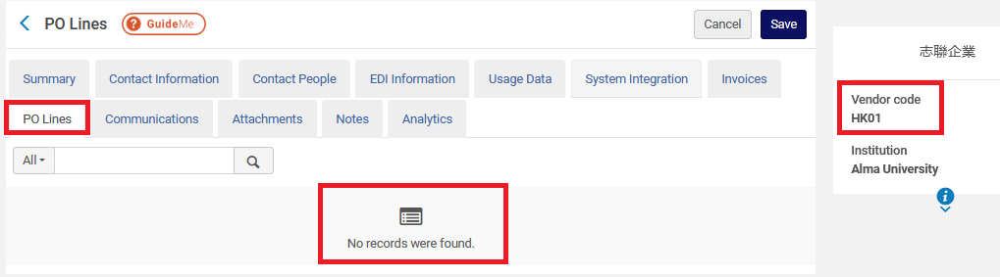 PO Lines
? GuideMe
Cancel
Save
Summary
Contact Information
Contact People
EDI Information
Usage Data
System Integration
Invoices
PO Lines
Communications
Attachments
Notes
Analytics
All
No records were found.
志聯企業
Vendor code
HK01
Institution
Alma University
i